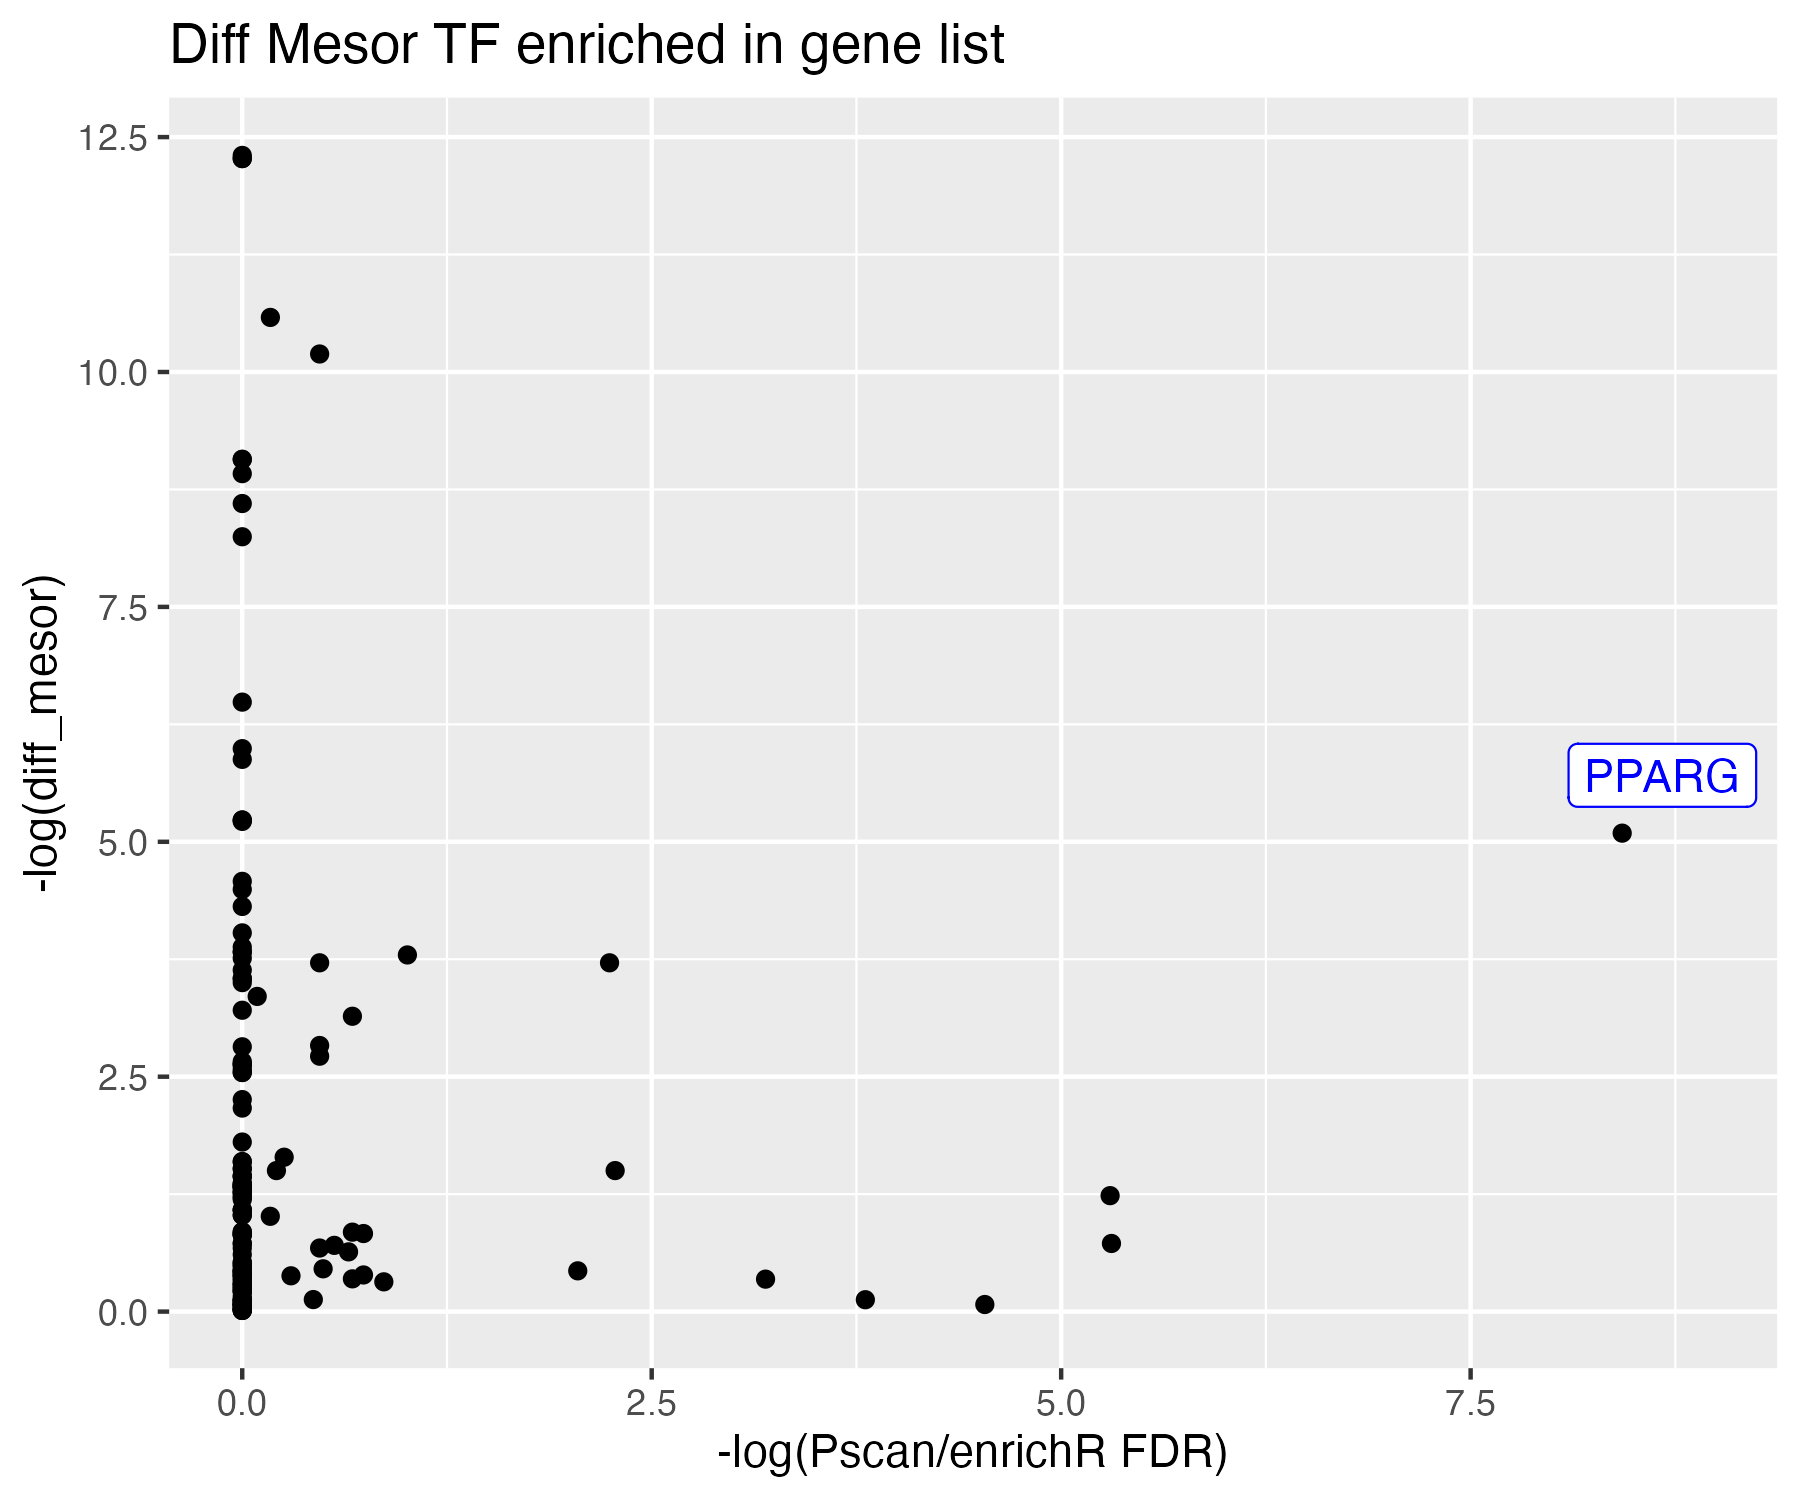 Diff Mesor TF enriched in gene list
12.5
10.0
7.5
5.0
2.5
0.0
-log(diff_mesor)
PPARG
0.0 2.5 5.0 7.5
-log(Pscan/enrichR FDR)